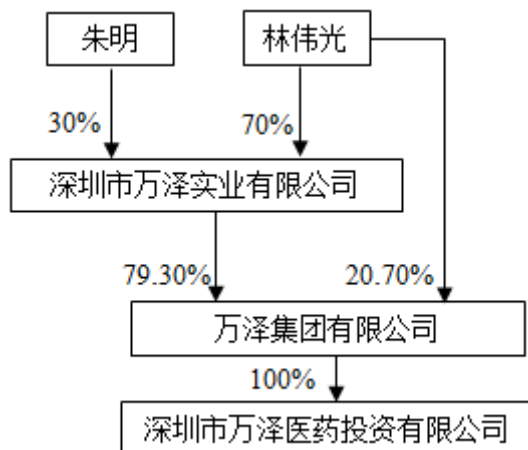 朱明
林伟光
30%
70%
深圳市万泽实业有限公司
79.30%
20.70%
万泽集团有限公司
100%
深圳市万泽医药投资有限公司